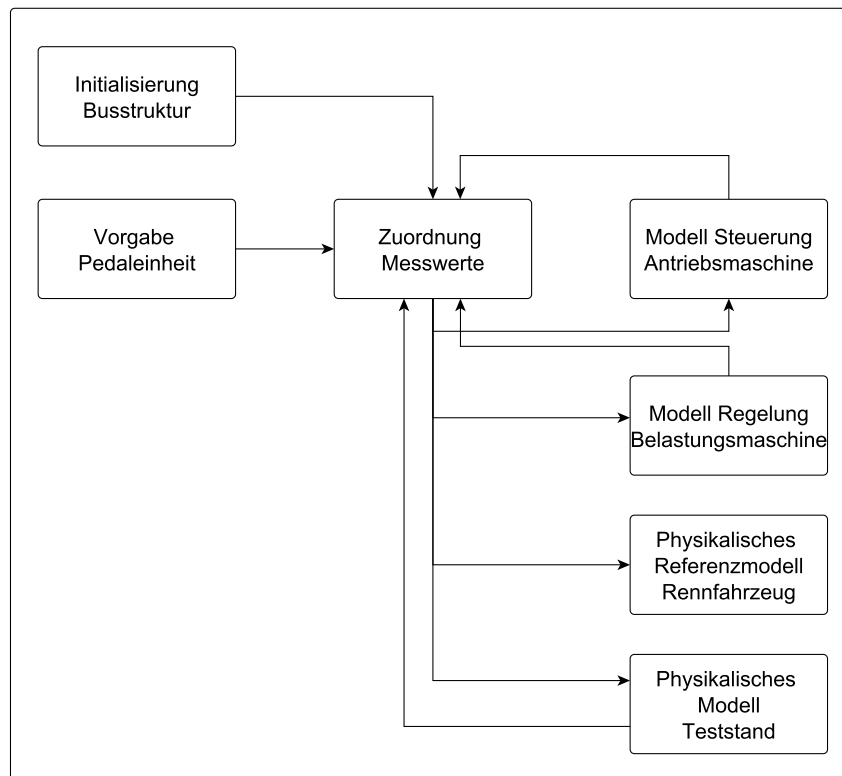 Initialisierung
Busstruktur
Vorgabe
Pedaleinheit
Zuordnung
Messwerte
Modell Steuerung
Antriebsmaschine
Modell Regelung
Belastungsmaschine
Physikalisches
Referenzmodell
Rennfahrzeug
Physikalisches
Modell
Teststand